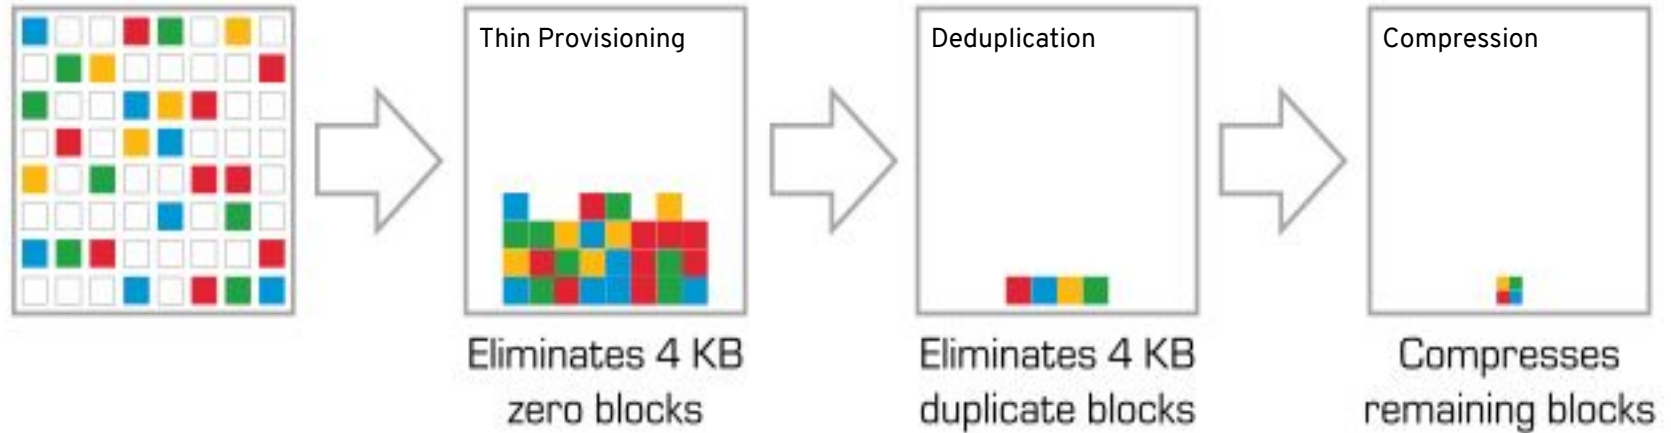 Thin Provisioning
Eliminates 4 KB
zero blocks
Deduplication
Eliminates 4 KB
duplicate blocks
Compression
Compresses
remaining blocks